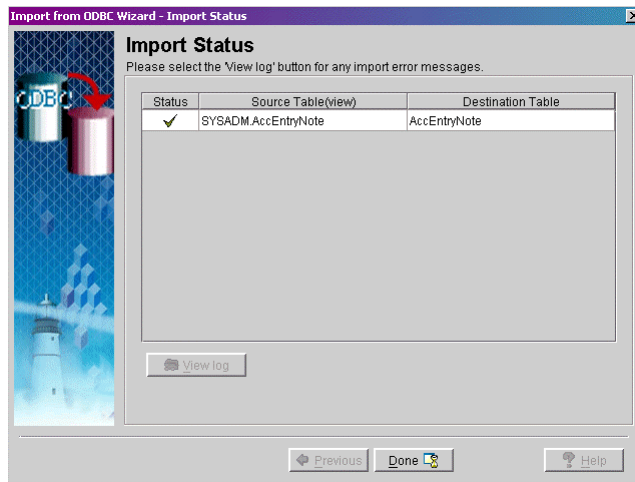 Import from ODBC Wizard - Import Status
Import Status
Please select the 'View log' button for any import error messages.
ODBC
Status Source Table(view) Destination Table
SYSADM.AccEntryNote AccEntryNote
View log
Previous Done Help